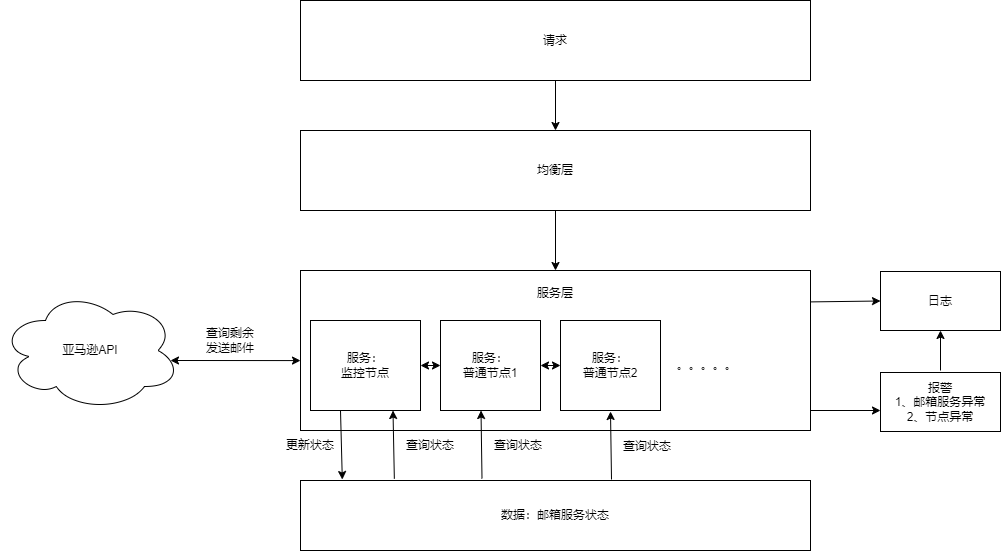 请求
均衡层
服务层
亚马逊API
查询剩余
发送邮件
服务：
监控节点
服务：
普通节点1
服务：
普通节点2
。。。。。
日志
报警
1、邮箱服务异常
2、节点异常
更新状态
查询状态
查询状态
查询状态
数据：邮箱服务状态